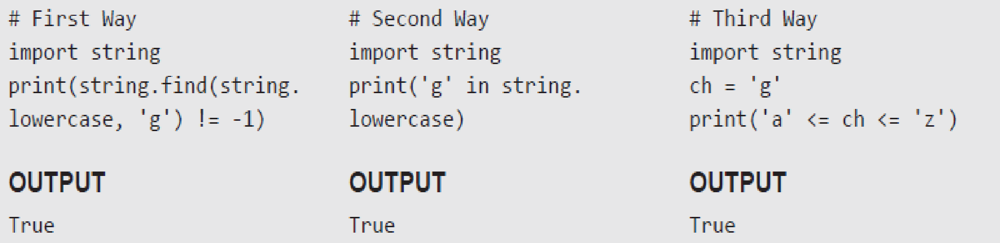 # First Way
import string
print(string.find(string.
lowercase, 'g') != -1)
OUTPUT
True
# Second Way
import string
print('g' in string.
lowercase)
OUTPUT
True
# Third Way
import string
ch = 'g'
print('a' <= ch <= 'z')
OUTPUT
True